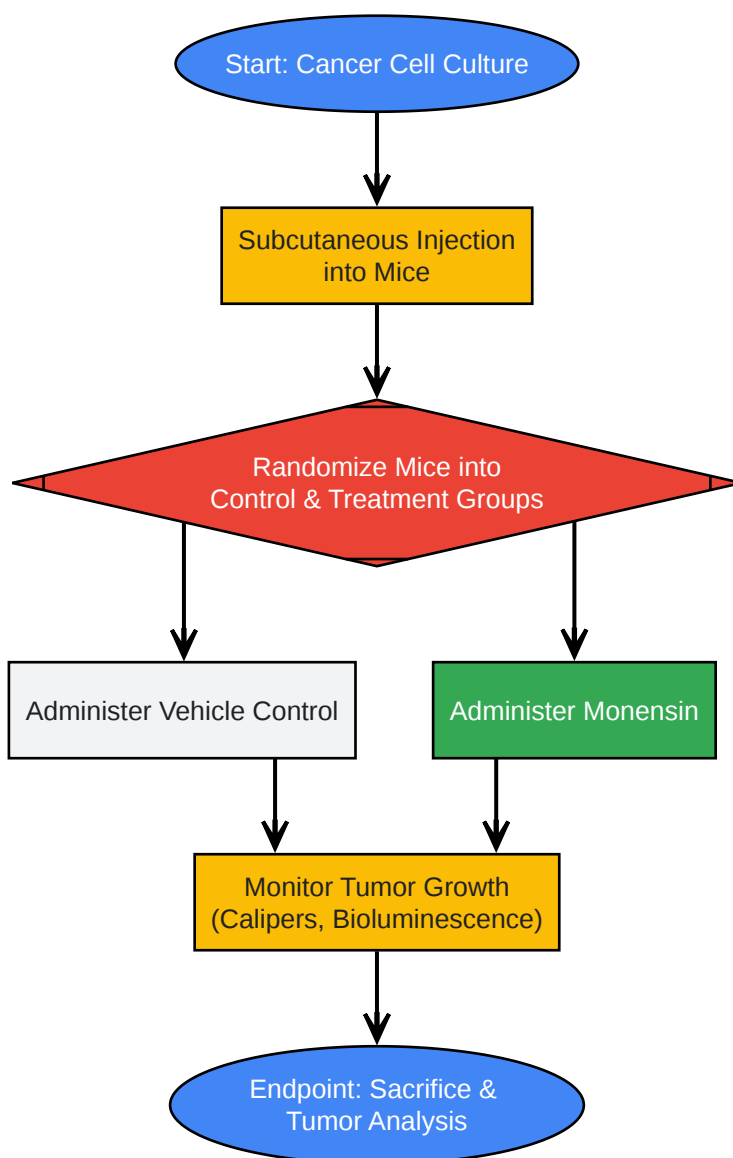 Start: Cancer Cell Culture
Subcutaneous Injection
into Mice
Randomize Mice into
Control & Treatment Groups
Administer Vehicle Control
Administer Monensin
Monitor Tumor Growth
(Calipers, Bioluminescence)
Endpoint: Sacrifice &
Tumor Analysis